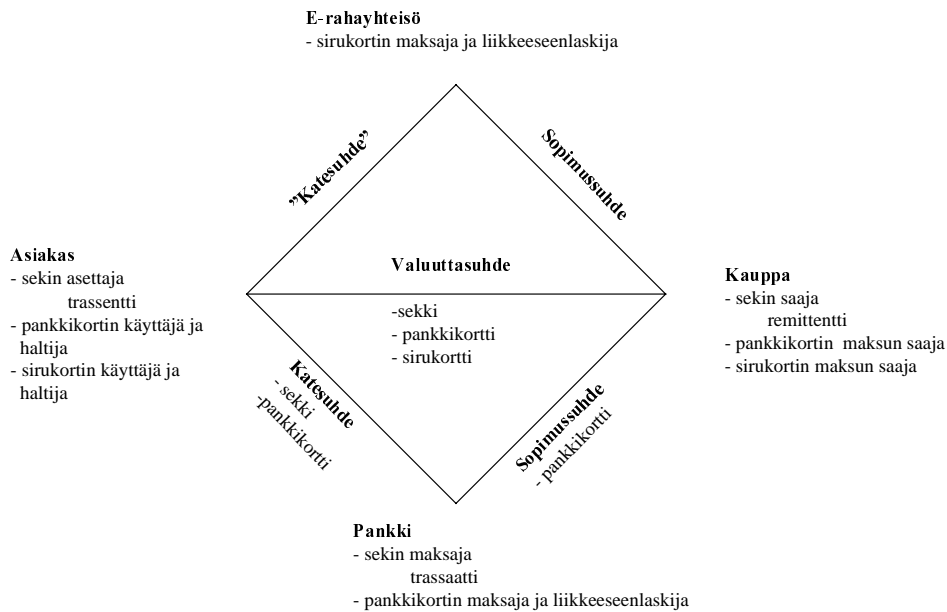 E-rahayhteisö
- sirukortin maksaja ja liikkeeseenlaskija
”Katesuhde”
Sopimussuhde
Asiakas
- sekin asettaja
trassentti
- pankkikortin käyttäjä ja
haltija
- sirukortin käyttäjä ja
haltija
Valuuttasuhde
-sekki
- pankkikortti
- sirukortti
Kauppa
- sekin saaja
remittentti
- pankkikortin maksun saaja
- sirukortin maksun saaja
Katesuhde
- sekki
-pankkikortti
Sopimussuhde
- pankkikortti
Pankki
- sekin maksaja
trassaatti
- pankkikortin maksaja ja liikkeeseenlaskija